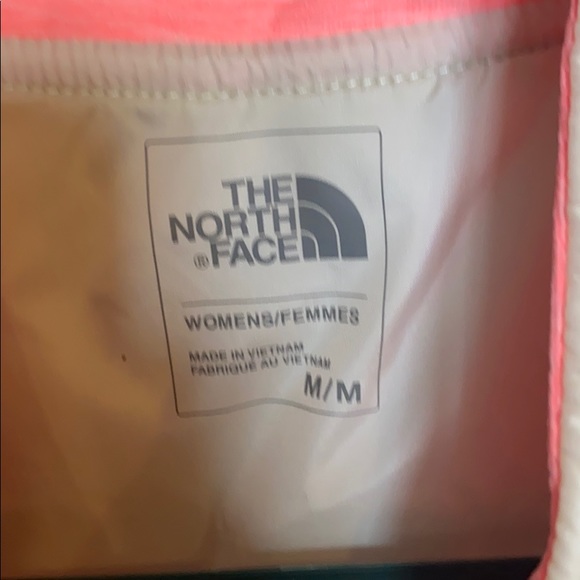 THE
NORTH
®FACE
WOMENS/FEMMES
MADE IN VIETNAM
FABRIQUE AU VIETNAM
M/M